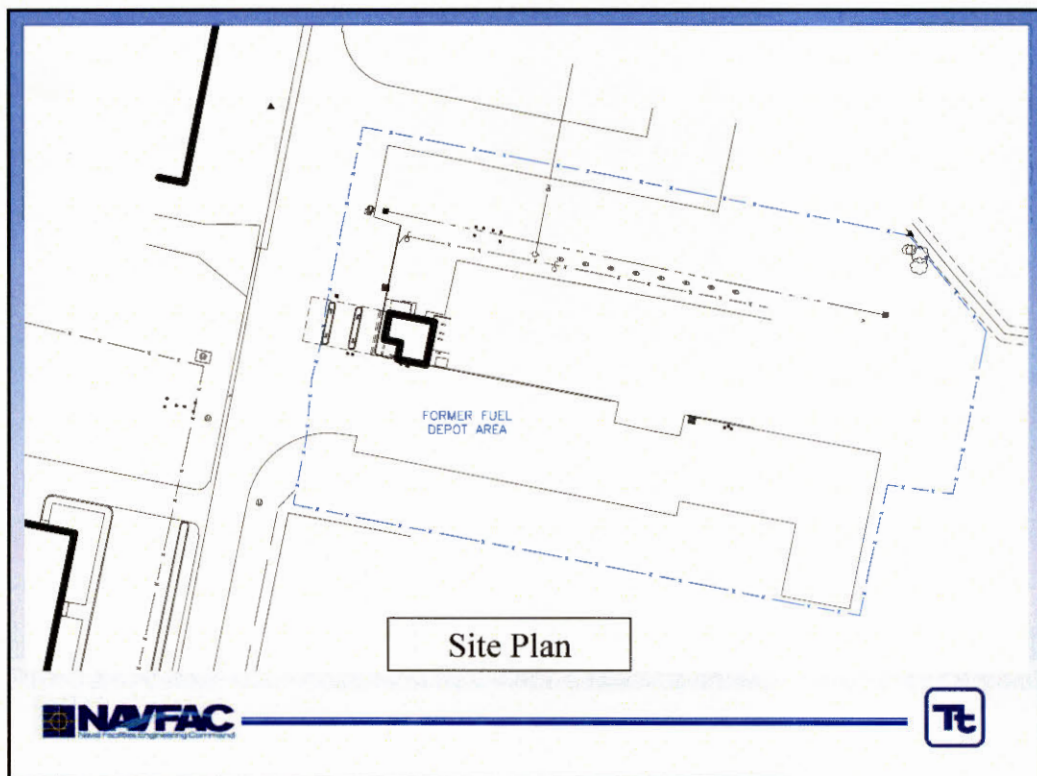 FORMER FUEL
DEPOT AREA
Site Plan
NAVFAC
Naval Facilities Engineering Command
Tt